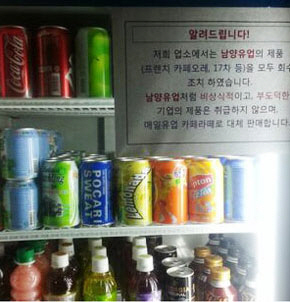 알려드립니다!
저희 업소에서는 남양유업의 제품
(프렌치 카페오레, 17차 등)을 모두 회수
조치 하였습니다.
남양유업처럼 비상식적이고, 부도덕한
기업의 제품은 취급하지 않으며,
매일유업 카페라떼로 대체 판매합니다.
Coca-Cola
POCARI
SWEAT